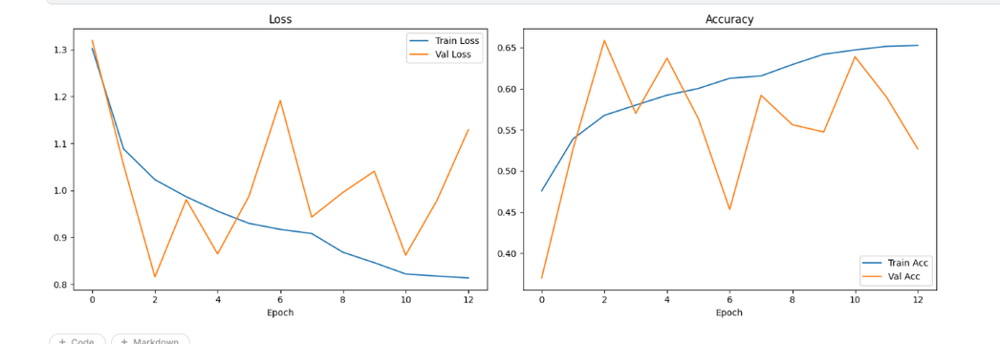 Loss
Train Loss
Val Loss
1.3
1.2
1.1
1.0
0.9
0.8
0 2 4 6 8 10 12
Epoch
Accuracy
0.65
0.60
0.55
0.50
0.45
0.40
Train Acc
Val Acc
0 2 4 6 8 10 12
Epoch
+ Code + Markdown